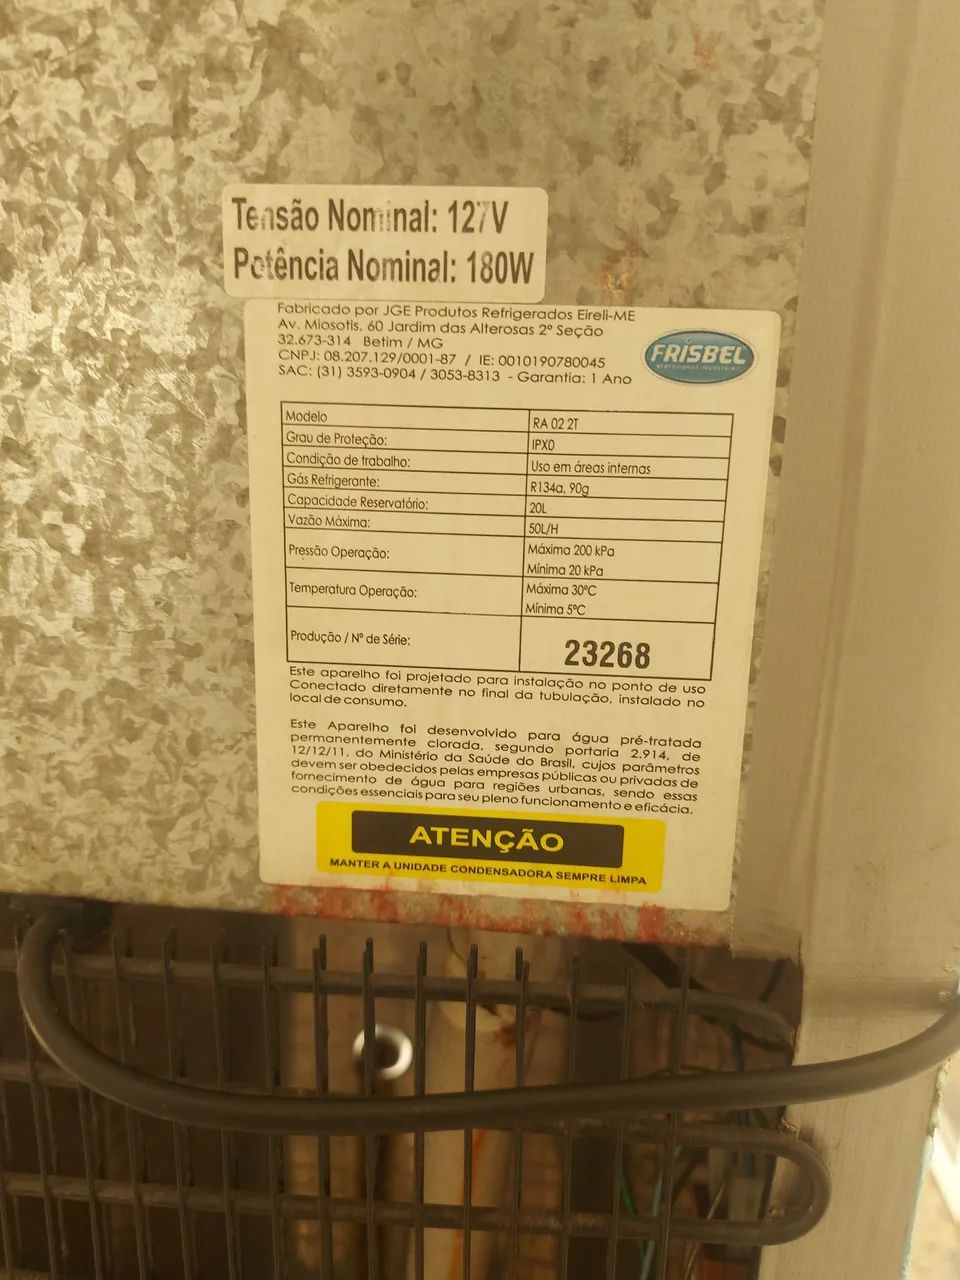 Tensão Nominal: 127V
Potência Nominal: 180W
Fabricado por JGE Produtos Refrigerados Eireli-ME
Av. Miosotis, 60 Jardim das Alterosas 2º Seção
32.673-314 Betim / MG
CNPJ: 08.207.129/0001-87 / IE: 0010190780045
SAC: (31) 3593-0904 / 3053-8313 - Garantia: 1 Ano
FRISBEL
BEBEDOUROS INDUSTRIAIS
Modelo RA 02 2T
Grau de Proteção: IPX0
Condição de trabalho: Uso em áreas internas
Gás Refrigerante: R134a, 90g
Capacidade Reservatório: 20L
Vazão Máxima: 50L/H
Pressão Operação: Máxima 200 kPa
Mínima 20 kPa
Temperatura Operação: Máxima 30ºC
Mínima 5ºC
Produção / Nº de Série: 23268
Este aparelho foi projetado para instalação no ponto de uso
Conectado diretamente no final da tubulação, instalado no
local de consumo.
Este Aparelho foi desenvolvido para água pré-tratada
permanentemente clorada, segundo portaria 2.914, de
12/12/11, do Ministério da Saúde do Brasil, cujos parâmetros
devem ser obedecidos pelas empresas públicas ou privadas de
fornecimento de água para regiões urbanas, sendo essas
condições essenciais para seu pleno funcionamento e eficácia.
ATENÇÃO
MANTER A UNIDADE CONDENSADORA SEMPRE LIMPA